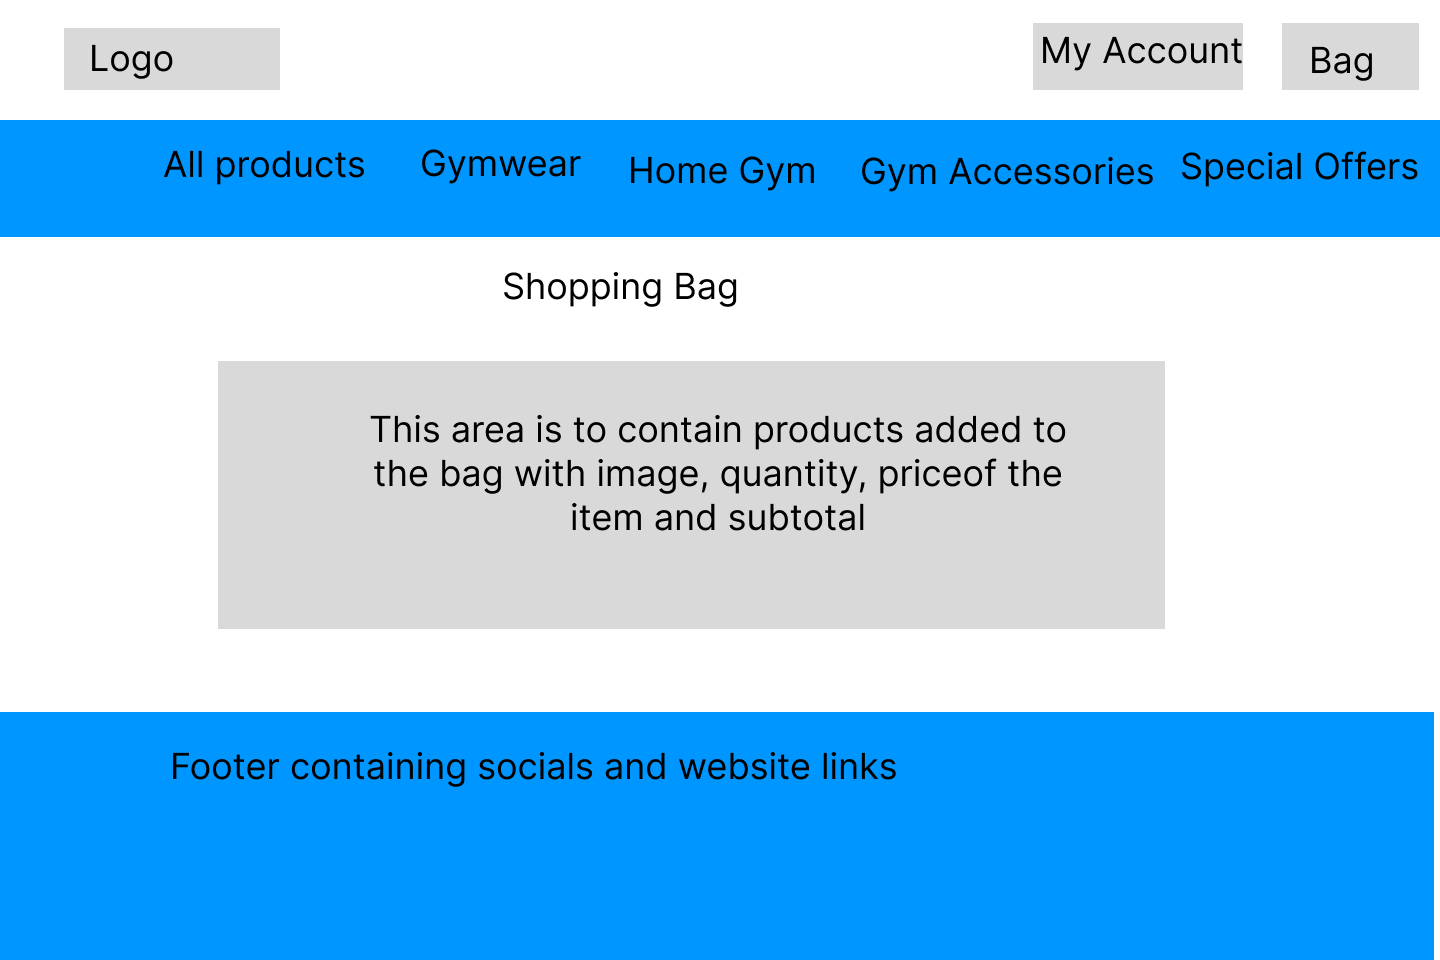 Logo
My Account
Bag
All products
Gymwear
Home Gym
Gym Accessories
Special Offers
Shopping Bag
This area is to contain products added to
the bag with image, quantity, priceof the
item and subtotal
Footer containing socials and website links